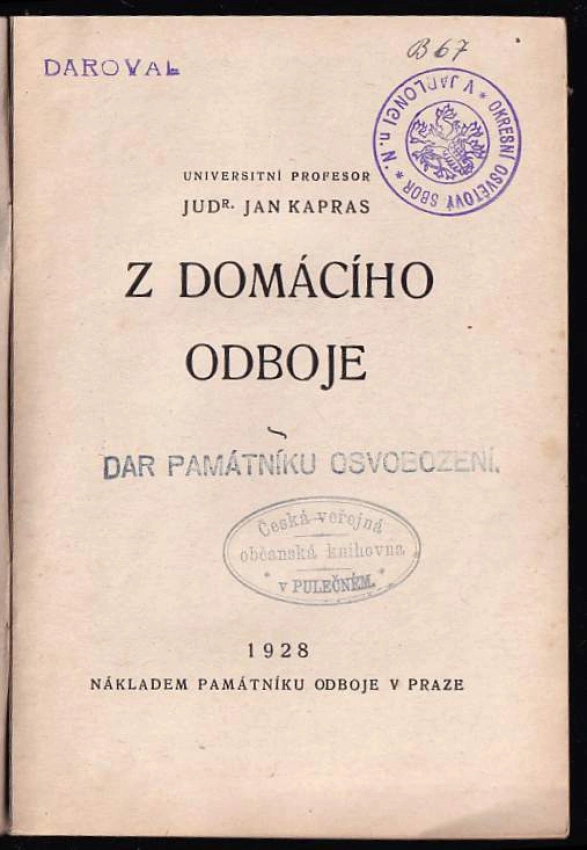 DAROVAL
B 67
OKRESNÍ OSVĚTOVÝ SBOR * V JABLONCI n. N. *
UNIVERSITNÍ PROFESOR
JUDR. JAN KAPRAS
Z DOMÁCÍHO
ODBOJE
DAR PAMÁTNÍKU OSVOBOZENÍ.
Česká veřejná
občanská knihovna
* v PULEČNÉM. *
1928
NÁKLADEM PAMÁTNÍKU ODBOJE V PRAZE